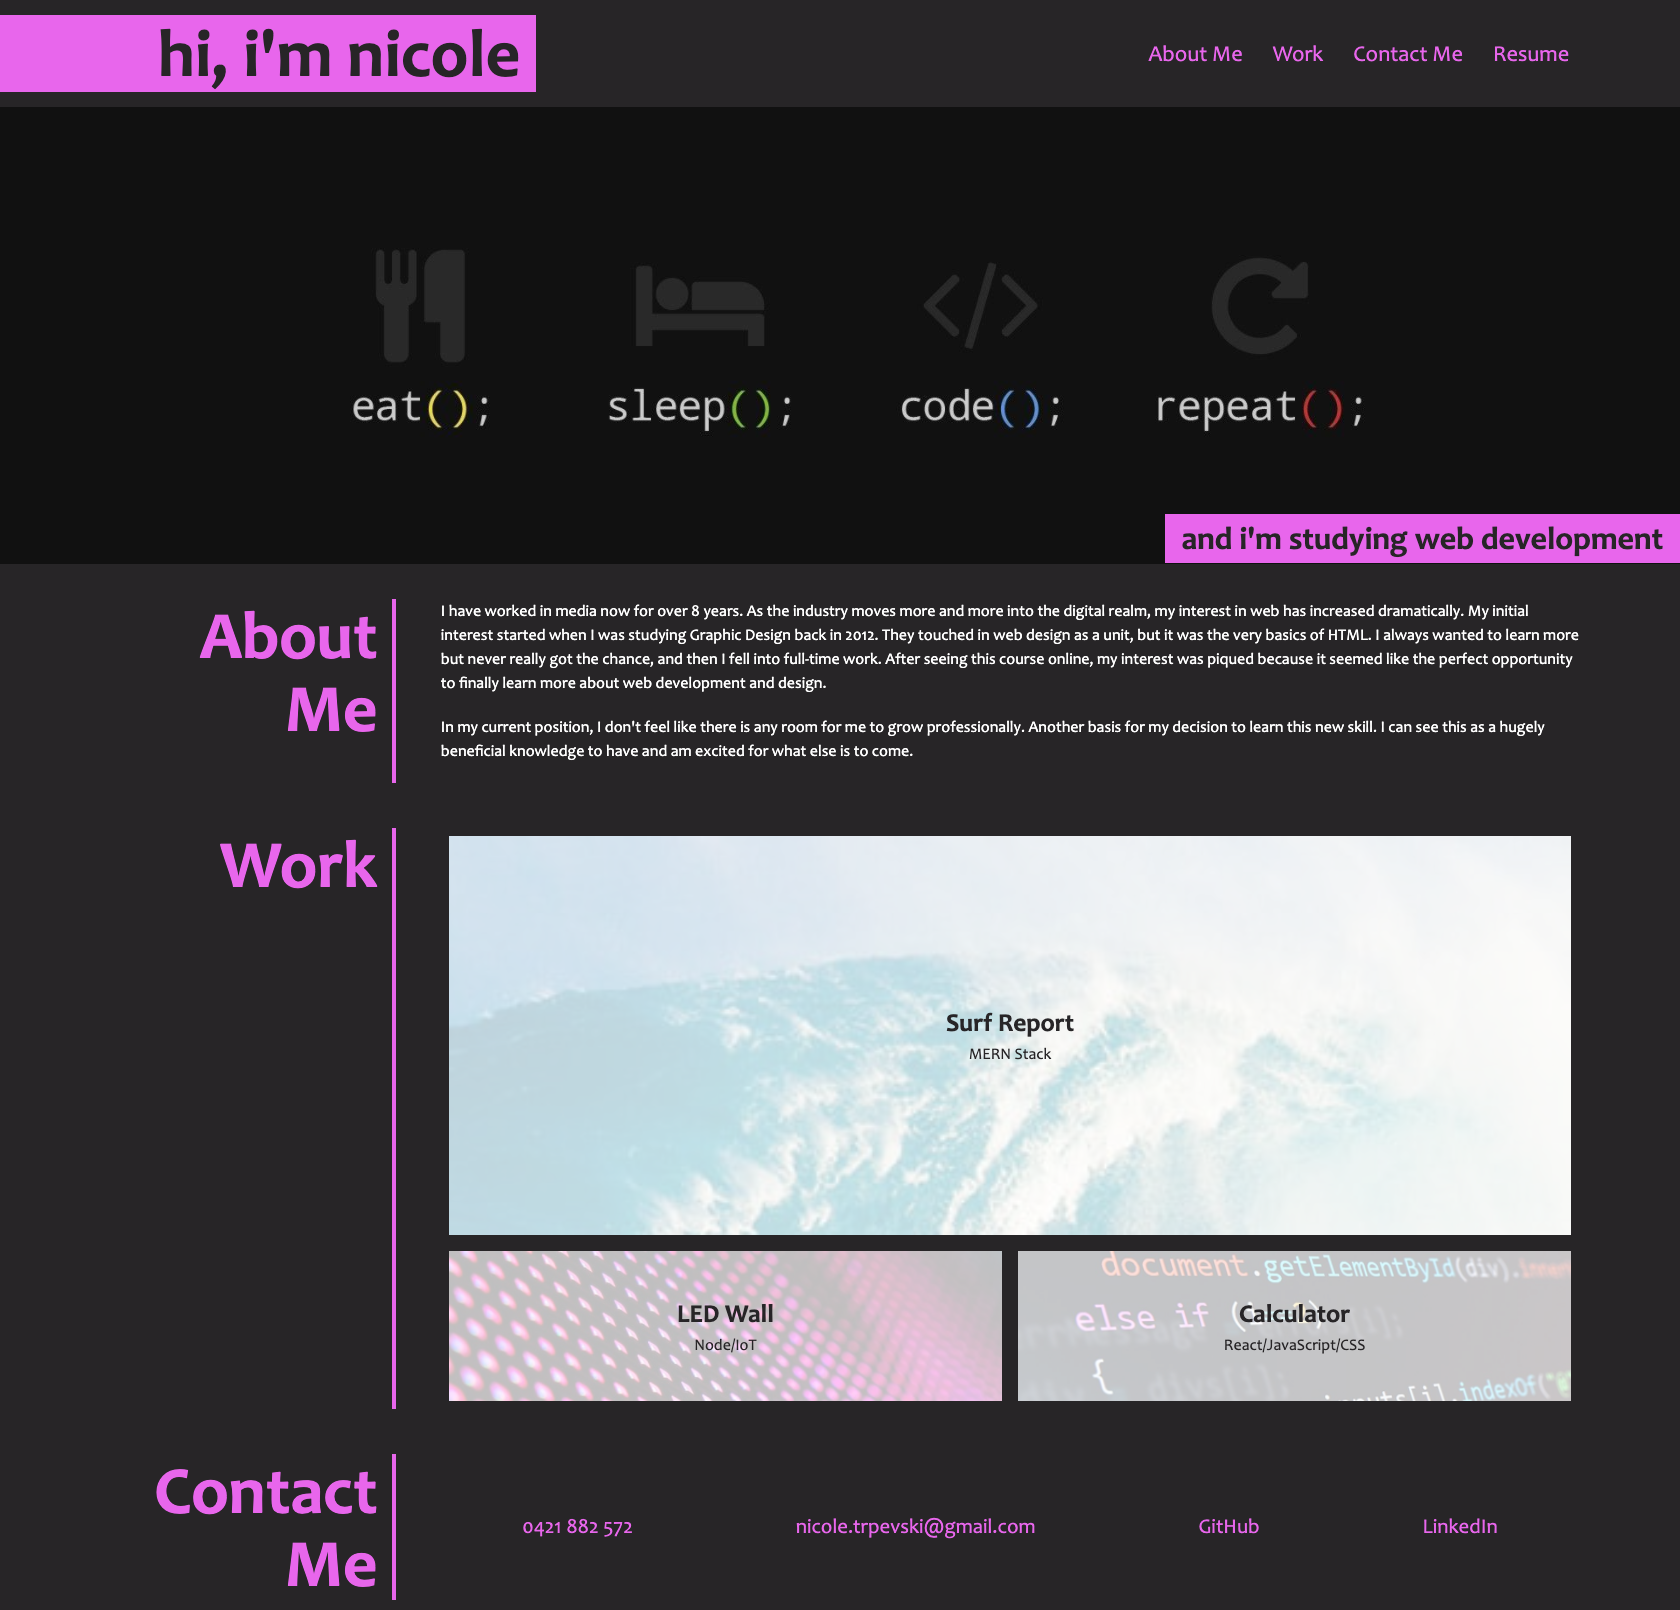 hi, i'm nicole
About Me Work Contact Me Resume
eat(); sleep(); code(); repeat();
and i'm studying web development
About
Me
I have worked in media now for over 8 years. As the industry moves more and more into the digital realm, my interest in web has increased dramatically. My initial
interest started when I was studying Graphic Design back in 2012. They touched in web design as a unit, but it was the very basics of HTML. I always wanted to learn more
but never really got the chance, and then I fell into full-time work. After seeing this course online, my interest was piqued because it seemed like the perfect opportunity
to finally learn more about web development and design.
In my current position, I don't feel like there is any room for me to grow professionally. Another basis for my decision to learn this new skill. I can see this as a hugely
beneficial knowledge to have and am excited for what else is to come.
Work
Surf Report
MERN Stack
LED Wall
Node/IoT
document.getElementById(div).
else if (
Calculator
React/JavaScript/CSS
{
divs[i];
.indexOf("
Contact
Me
0421 882 572 nicole.trpevski@gmail.com GitHub LinkedIn